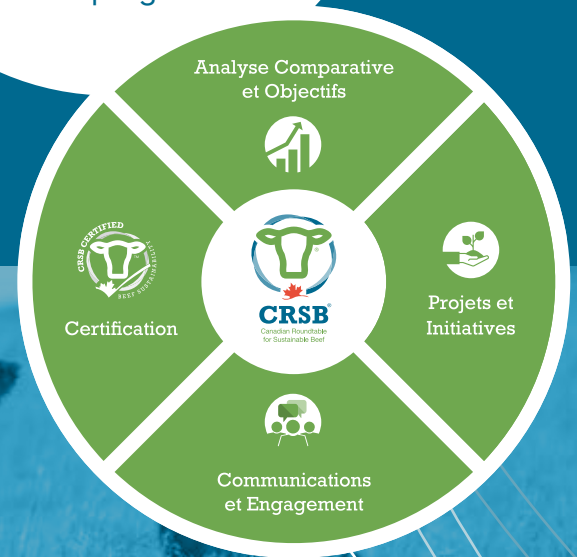 Analyse Comparative
et Objectifs
CRSB CERTIFIED
BEEF SUSTAINABILITY
Certification
CRSB®
Canadian Roundtable
for Sustainable Beef
Projets et
Initiatives
Communications
et Engagement